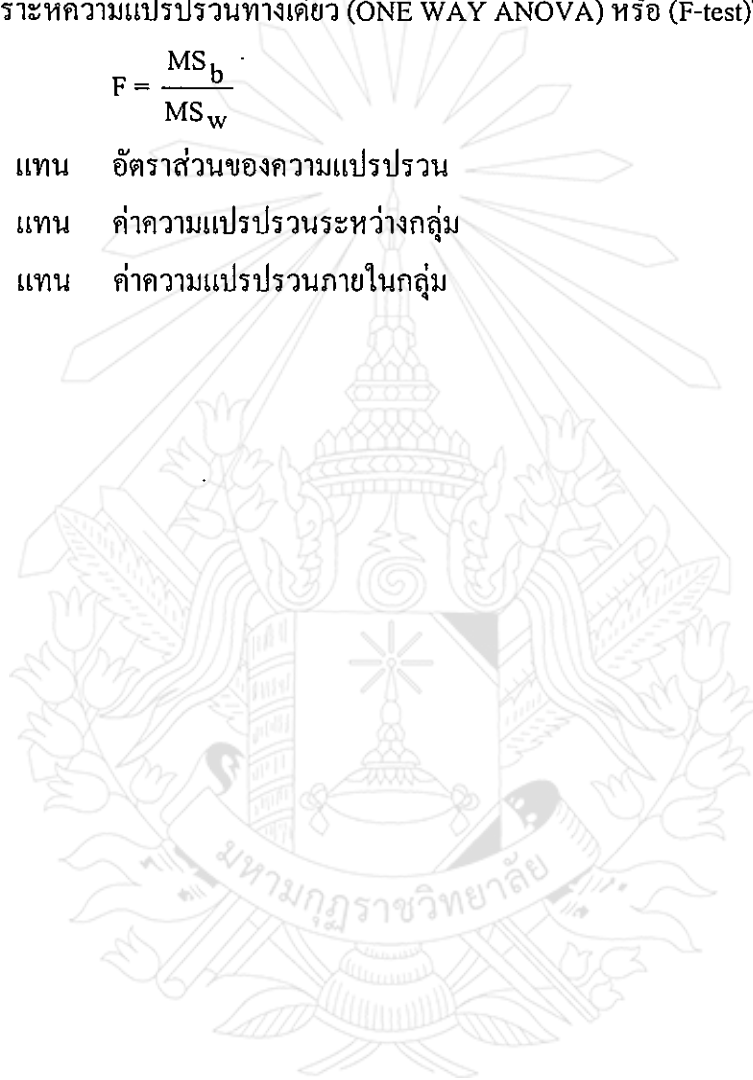 ราะห์ความแปรปรวนทางเดียว (ONE WAY ANOVA) หรือ (F-test)
F = MS_b / MS_w
แทน อัตราส่วนของความแปรปรวน
แทน ค่าความแปรปรวนระหว่างกลุ่ม
แทน ค่าความแปรปรวนภายในกลุ่ม
มหามกุฏราชวิทยาลัย